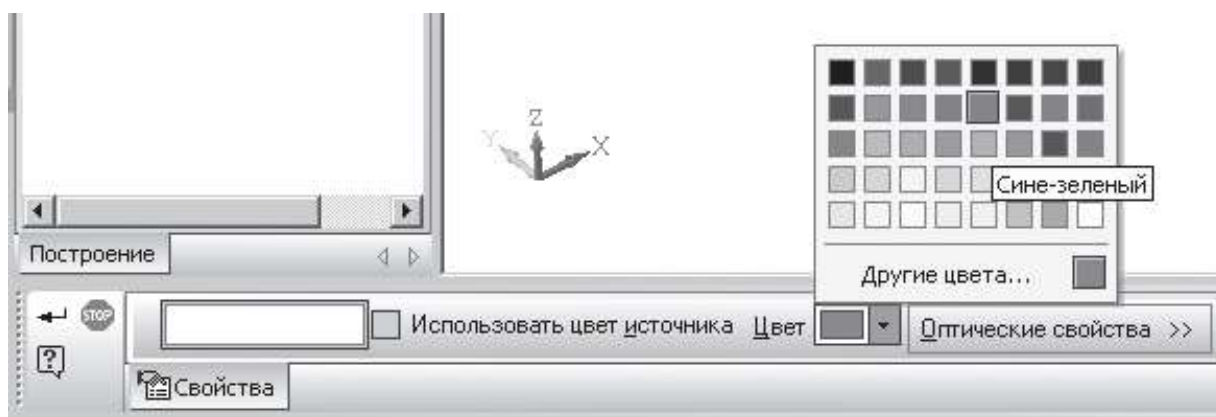 Z
Y
X
Сине-зеленый
Построение
Другие цвета...
STOP
Использовать цвет источника Цвет Оптические свойства >>
?
Свойства